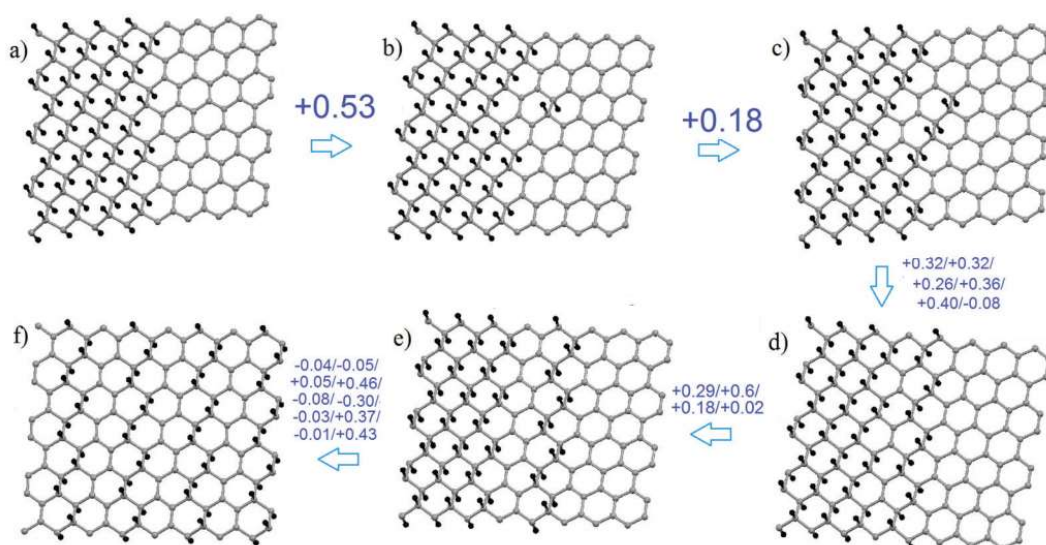 a)
+0.53
b)
+0.18
c)
+0.32/+0.32/
+0.26/+0.36/
+0.40/-0.08
d)
+0.29/+0.6/
+0.18/+0.02
e)
-0.04/-0.05/
+0.05/+0.46/
-0.08/-0.30/
-0.03/+0.37/
-0.01/+0.43
f)